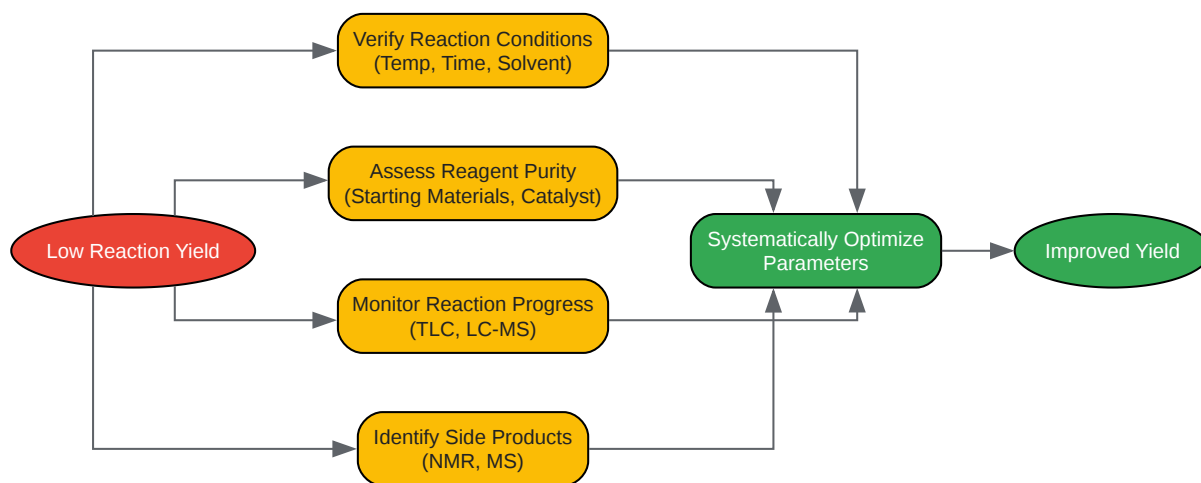 Verify Reaction Conditions
(Temp, Time, Solvent)
Assess Reagent Purity
(Starting Materials, Catalyst)
Low Reaction Yield
Systematically Optimize
Parameters
Improved Yield
Monitor Reaction Progress
(TLC, LC-MS)
Identify Side Products
(NMR, MS)